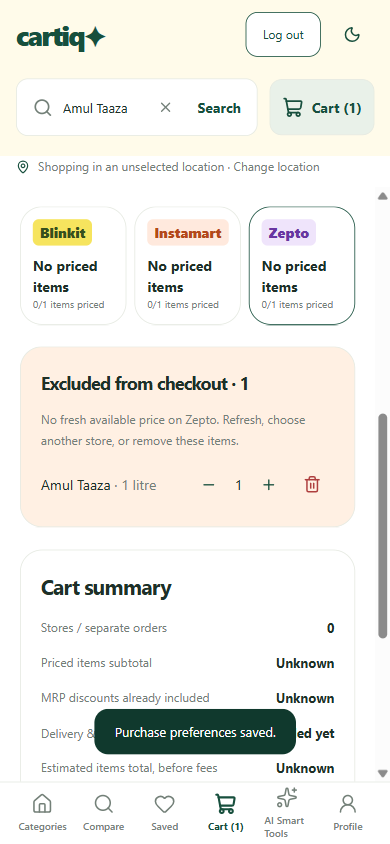 cartiq
Log out
Amul Taaza
Search
Cart (1)
Shopping in an unselected location · Change location
Blinkit
No priced
items
0/1 items priced
Instamart
No priced
items
0/1 items priced
Zepto
No priced
items
0/1 items priced
Excluded from checkout · 1
No fresh available price on Zepto. Refresh, choose
another store, or remove these items.
Amul Taaza · 1 litre
− 1 +
Cart summary
Stores / separate orders 0
Priced items subtotal Unknown
MRP discounts already included Unknown
Delivery & ed yet
Purchase preferences saved.
Estimated items total, before fees Unknown
Categories
Compare
Saved
Cart (1)
AI Smart
Tools
Profile